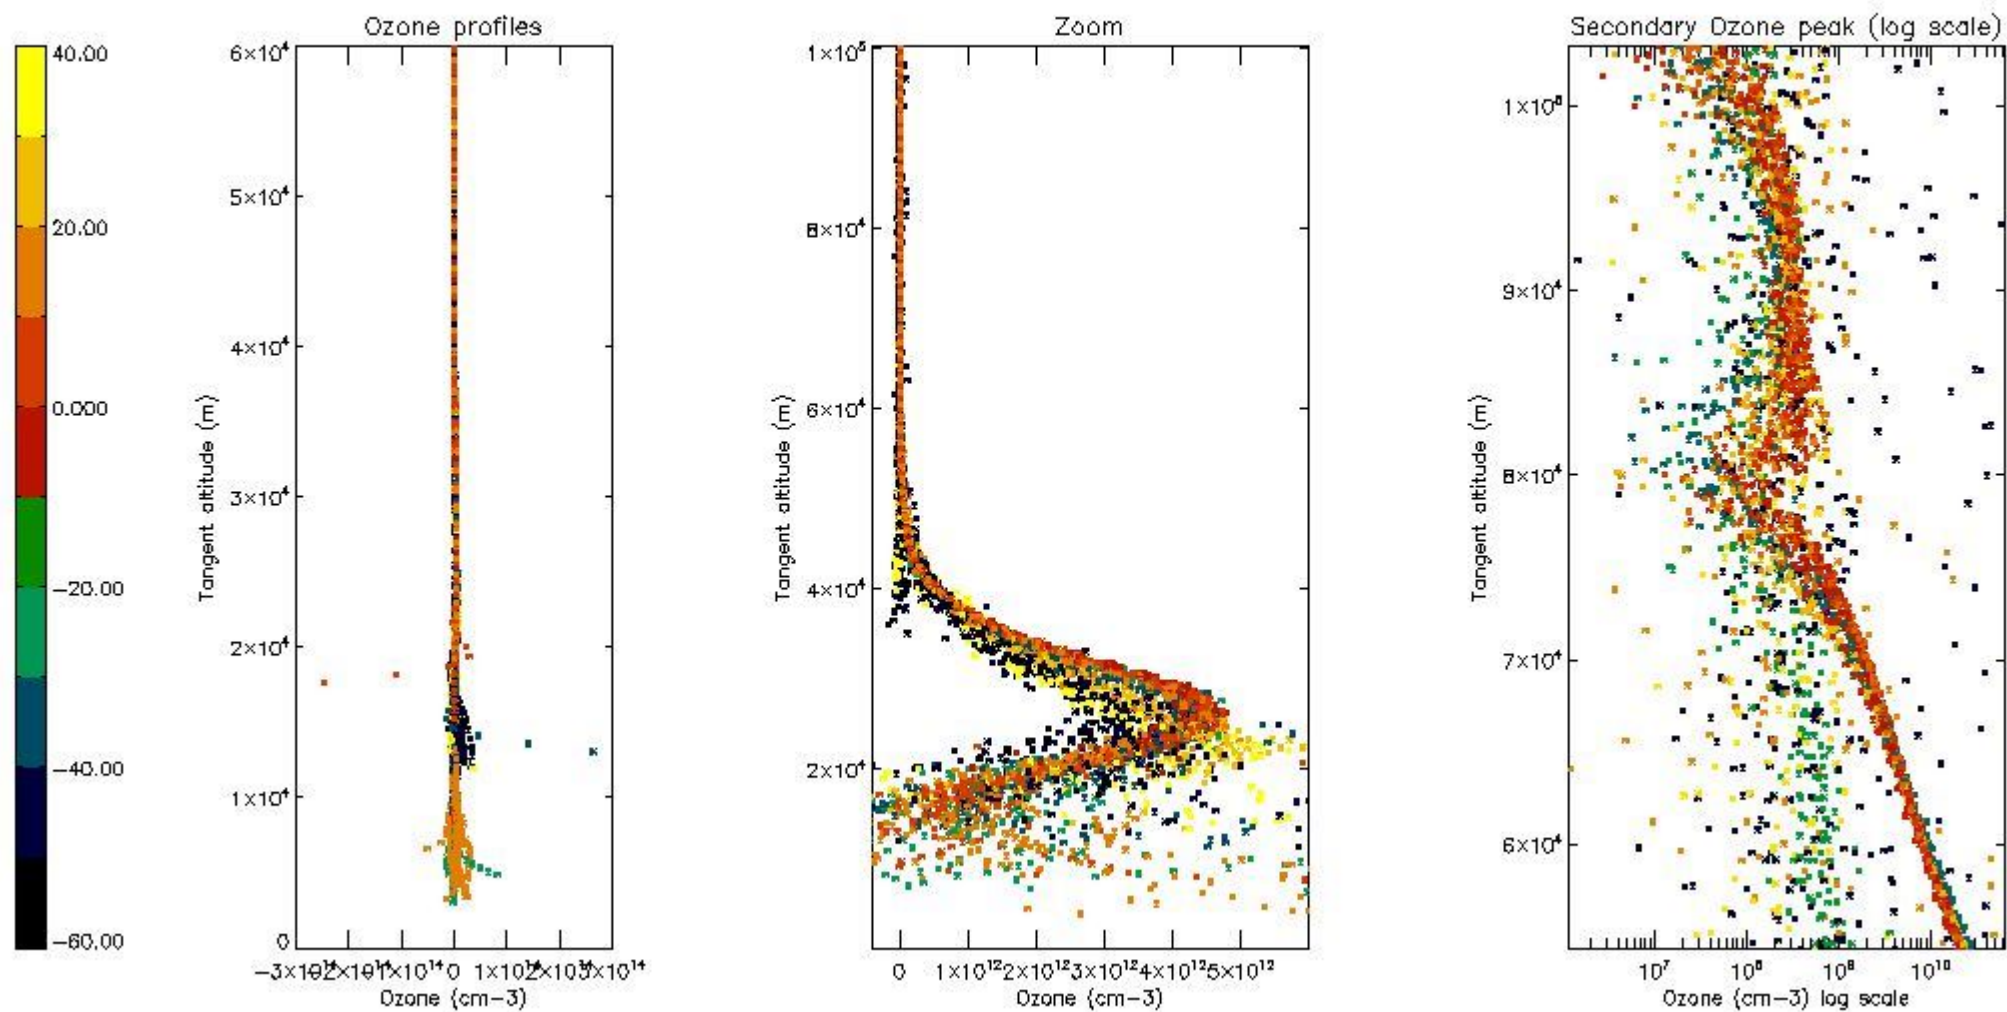 Ozone profiles
Zoom
Secondary Ozone peak (log scale)
40.00
20.00
0.000
−20.00
−40.00
−60.00
6×10⁴
5×10⁴
4×10⁴
3×10⁴
2×10⁴
1×10⁴
0
Tangent altitude (m)
0
Ozone (cm−3)
1×10⁵
8×10⁴
6×10⁴
4×10⁴
2×10⁴
Tangent altitude (m)
0 1×10¹² 2×10¹² 3×10¹² 4×10¹² 5×10¹²
Ozone (cm−3)
9×10⁴
8×10⁴
7×10⁴
6×10⁴
Tangent altitude (m)
10⁷ 10¹⁰
Ozone (cm−3) log scale